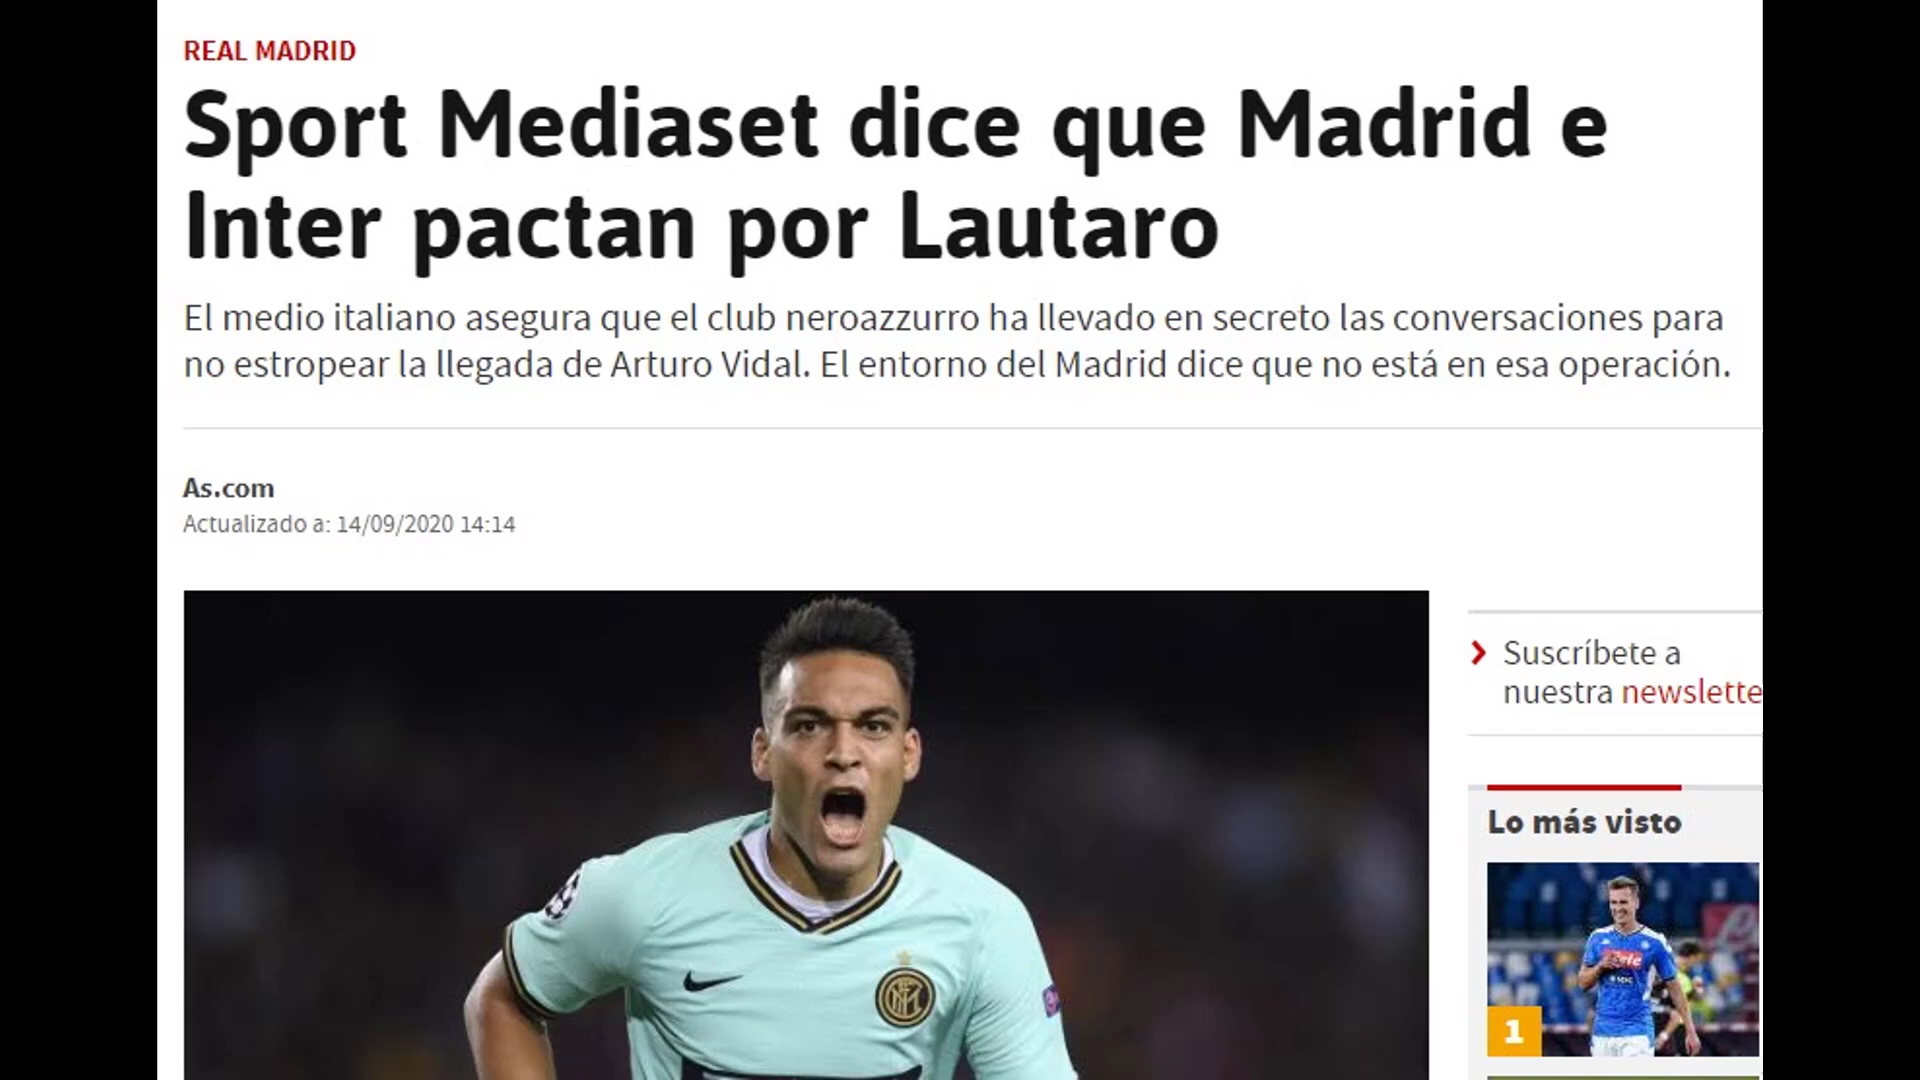 REAL MADRID
Sport Mediaset dice que Madrid e
Inter pactan por Lautaro
El medio italiano asegura que el club neroazzurro ha llevado en secreto las conversaciones para
no estropear la llegada de Arturo Vidal. El entorno del Madrid dice que no está en esa operación.
As.com
Actualizado a: 14/09/2020 14:14
Suscríbete a
nuestra newslette
Lo más visto
1